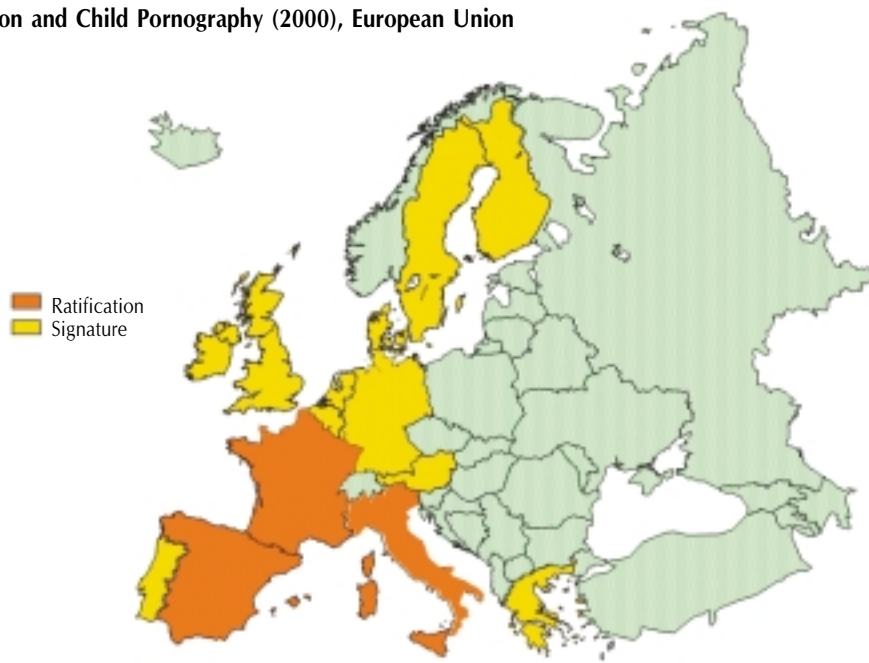 on and Child Pornography (2000), European Union
Ratification
Signature